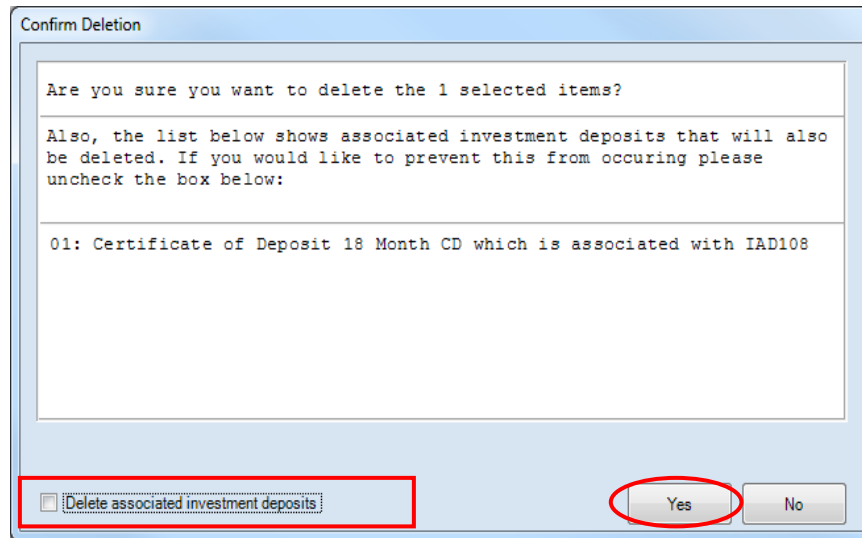 Confirm Deletion
Are you sure you want to delete the 1 selected items?
Also, the list below shows associated investment deposits that will also
be deleted. If you would like to prevent this from occuring please
uncheck the box below:
01: Certificate of Deposit 18 Month CD which is associated with IAD108
Delete associated investment deposits
Yes
No